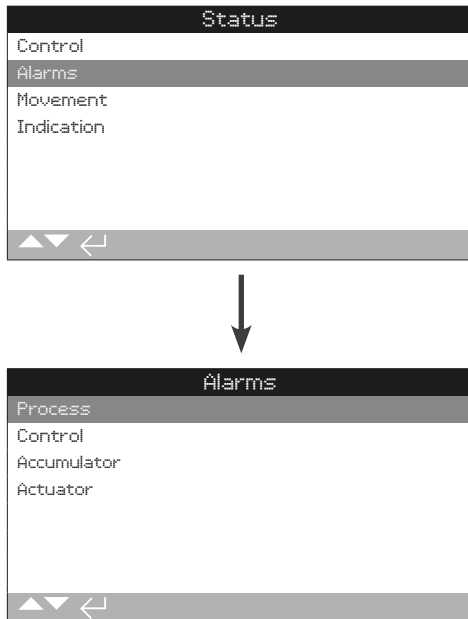 Status
Control
Alarms
Movement
Indication
Alarms
Process
Control
Accumulator
Actuator